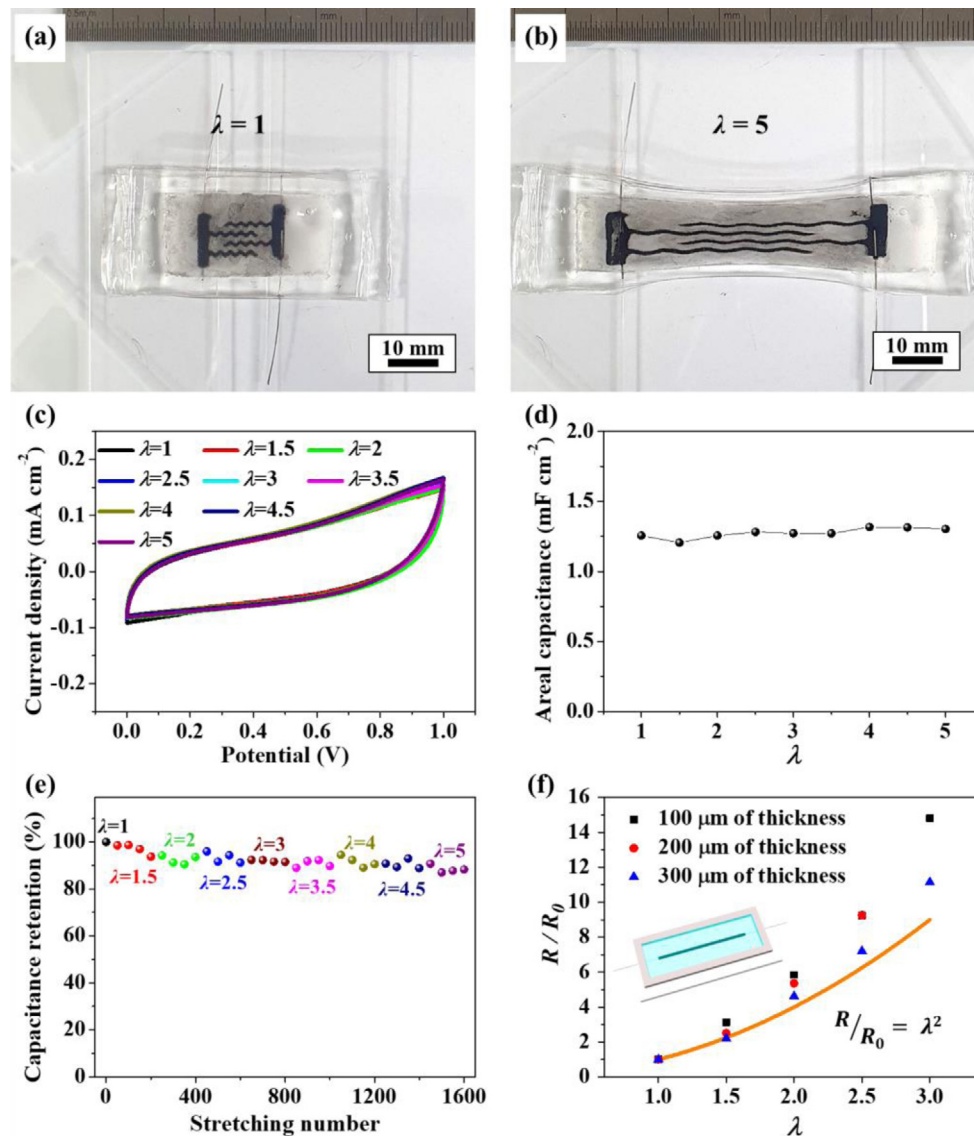 (a)
0.5m
mm
λ = 1
10 mm
(b)
mm
λ = 5
10 mm
(c)
Current density (mA cm⁻²)
0.2
0.1
0.0
-0.1
-0.2
λ=1
λ=1.5
λ=2
λ=2.5
λ=3
λ=3.5
λ=4
λ=4.5
λ=5
0.0 0.2 0.4 0.6 0.8 1.0
Potential (V)
(d)
Areal capacitance (mF cm⁻²)
2.0
1.5
1.0
0.5
0.0
1 2 3 4 5
λ
(e)
Capacitance retention (%)
100
80
60
40
20
0
λ=1
λ=1.5
λ=2
λ=2.5
λ=3
λ=3.5
λ=4
λ=4.5
λ=5
0 400 800 1200 1600
Stretching number
(f)
R / R₀
16
14
12
10
8
6
4
2
0
100 μm of thickness
200 μm of thickness
300 μm of thickness
R/R₀ = λ²
1.0 1.5 2.0 2.5 3.0
λ